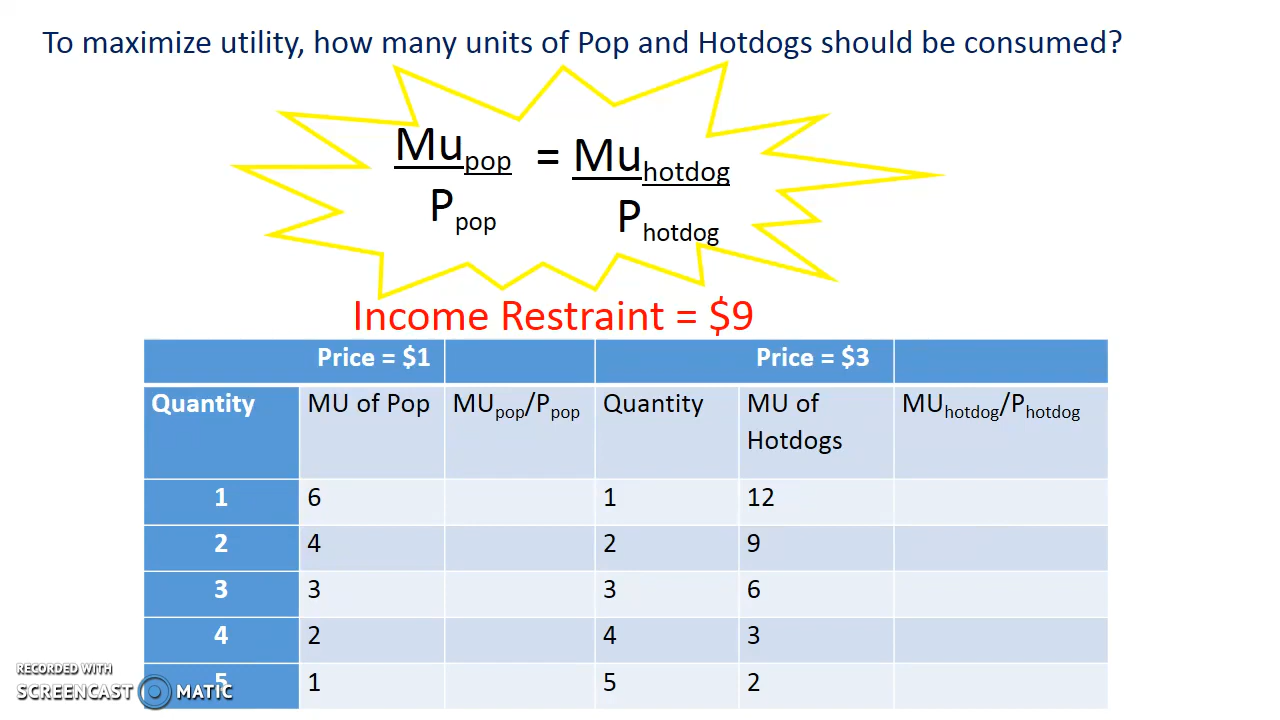 To maximize utility, how many units of Pop and Hotdogs should be consumed?
Mupop = Muhotdog
Ppop Photdog
Income Restraint = $9
Price = $1 Price = $3
Quantity MU of Pop MUpop/Ppop Quantity MU of Hotdogs MUhotdog/Photdog
1 6 1 12
2 4 2 9
3 3 3 6
4 2 4 3
5 1 5 2
RECORDED WITH
SCREENCAST MATIC